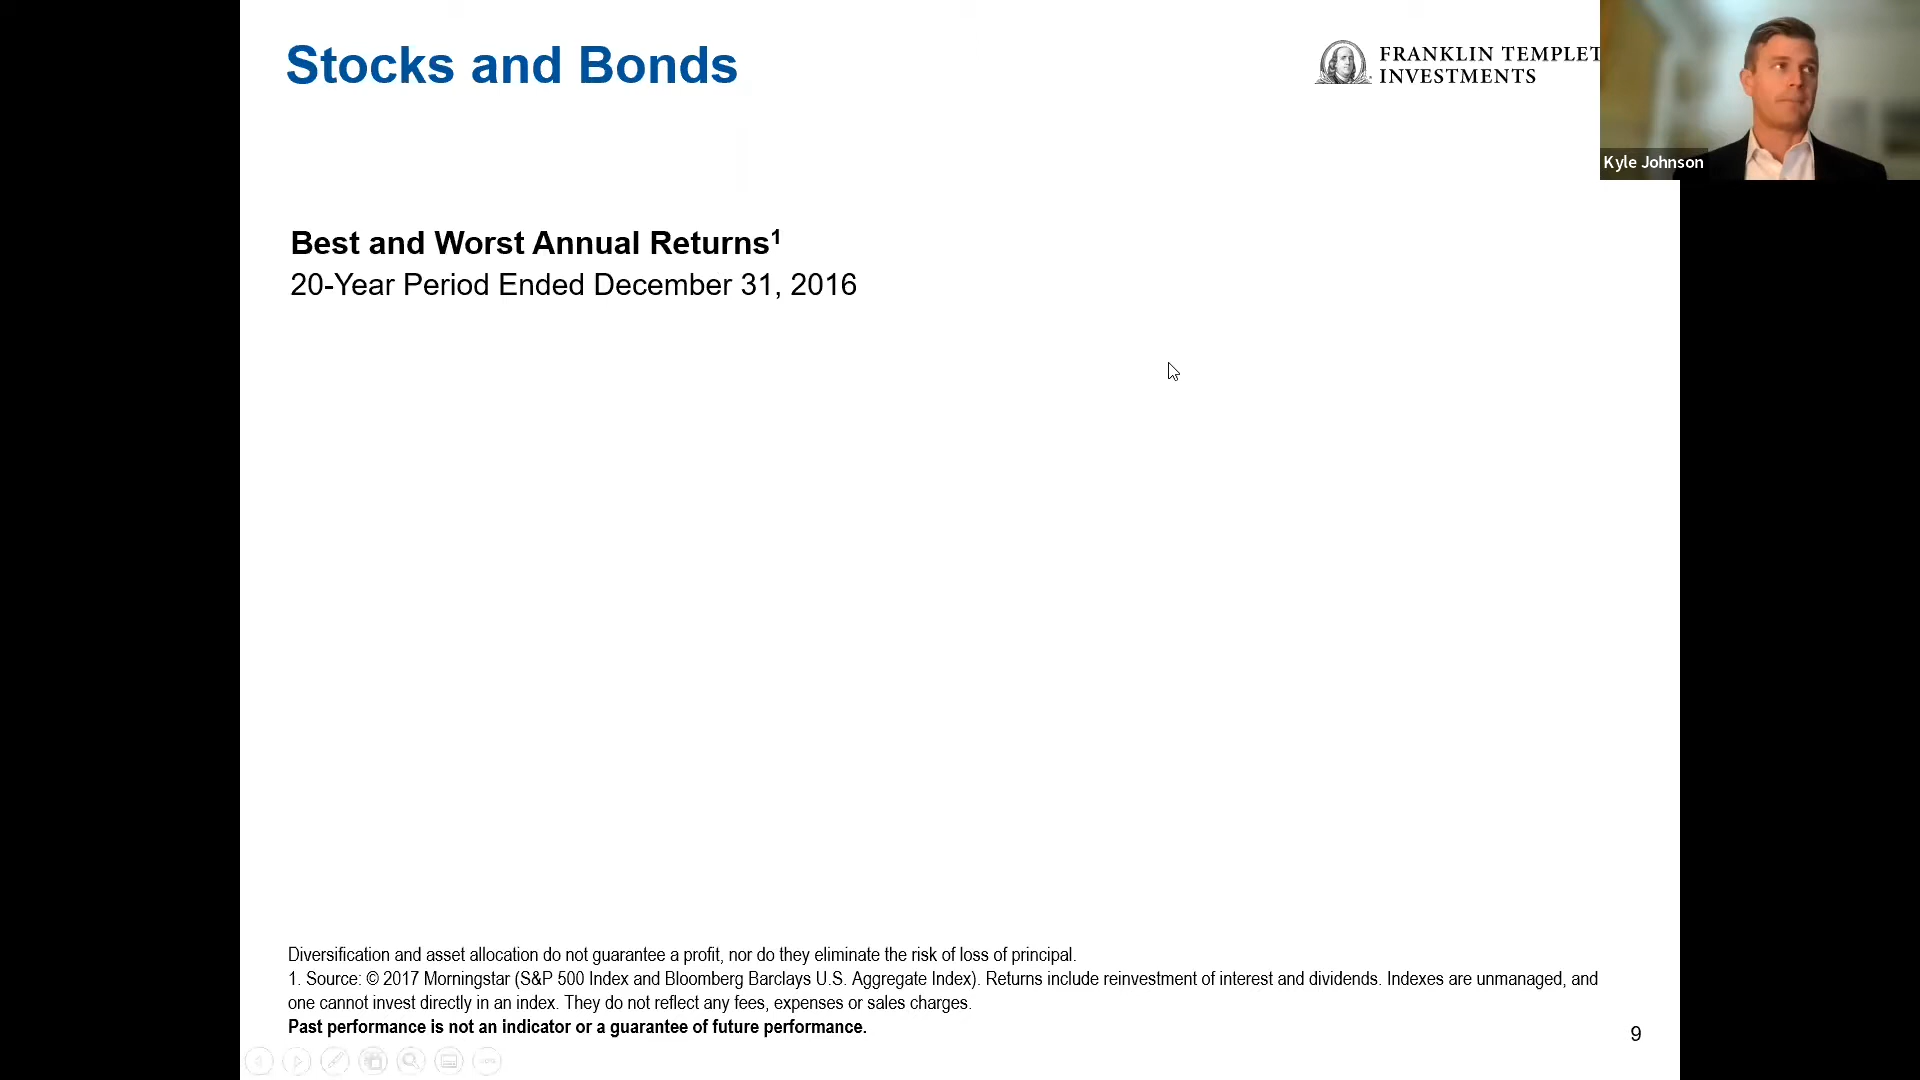 Stocks and Bonds
FRANKLIN TEMPLET
INVESTMENTS
Kyle Johnson
Best and Worst Annual Returns¹
20-Year Period Ended December 31, 2016
Diversification and asset allocation do not guarantee a profit, nor do they eliminate the risk of loss of principal.
1. Source: © 2017 Morningstar (S&P 500 Index and Bloomberg Barclays U.S. Aggregate Index). Returns include reinvestment of interest and dividends. Indexes are unmanaged, and
one cannot invest directly in an index. They do not reflect any fees, expenses or sales charges.
Past performance is not an indicator or a guarantee of future performance.
9